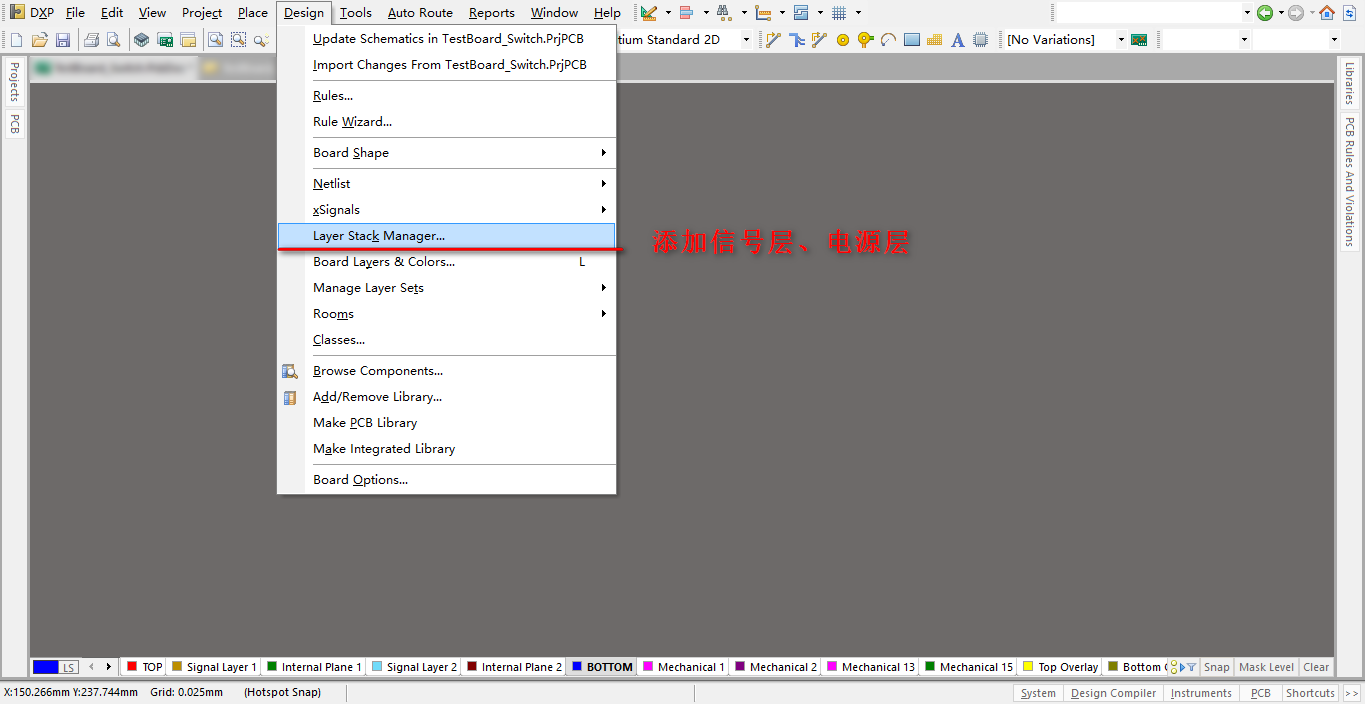 DXP File Edit View Project Place Design Tools Auto Route Reports Window Help
Update Schematics in TestBoard_Switch.PrjPCB
tium Standard 2D
[No Variations]
Import Changes From TestBoard_Switch.PrjPCB
Rules...
Rule Wizard...
Board Shape
Netlist
xSignals
Layer Stack Manager...
添加信号层、电源层
Board Layers & Colors... L
Manage Layer Sets
Rooms
Classes...
Browse Components...
Add/Remove Library...
Make PCB Library
Make Integrated Library
Board Options...
Projects
PCB
Libraries
PCB Rules And Violations
LS TOP Signal Layer 1 Internal Plane 1 Signal Layer 2 Internal Plane 2 BOTTOM Mechanical 1 Mechanical 2 Mechanical 13 Mechanical 15 Top Overlay Bottom Snap Mask Level Clear
X:150.266mm Y:237.744mm Grid: 0.025mm (Hotspot Snap) System Design Compiler Instruments PCB Shortcuts >>